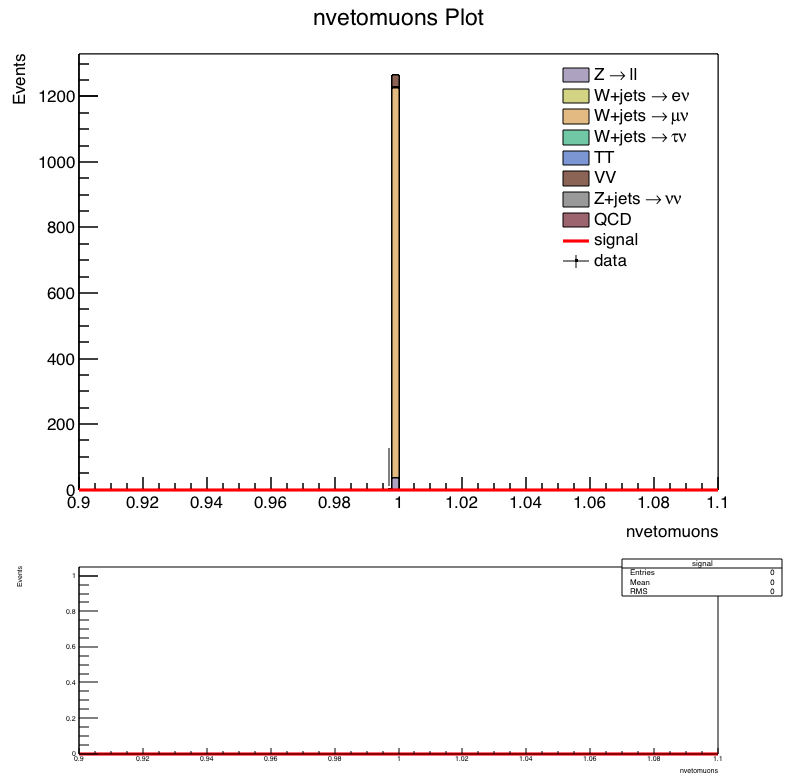 nvetomuons Plot
Events
1200
1000
800
600
400
200
0
0.9 0.92 0.94 0.96 0.98 1 1.02 1.04 1.06 1.08 1.1
nvetomuons
Z → ll
W+jets → eν
W+jets → μν
W+jets → τν
TT
VV
Z+jets → νν
QCD
signal
data
Events
1
0.8
0.6
0.4
0.2
0
0.9 0.92 0.94 0.96 0.98 1 1.02 1.04 1.06 1.08 1.1
nvetomuons
signal
Entries 0
Mean 0
RMS 0